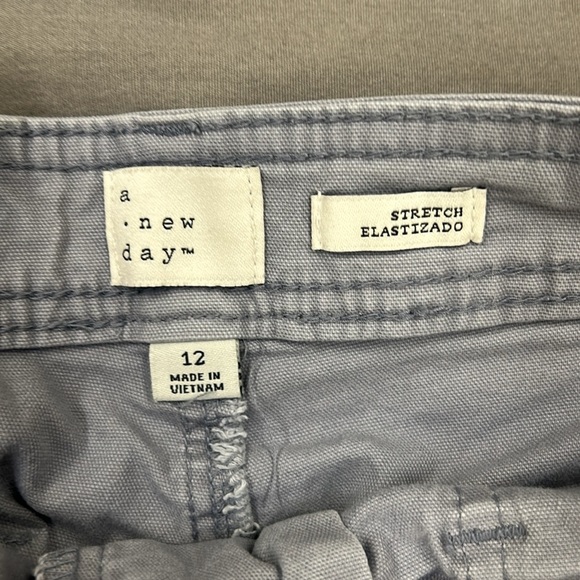 a
·new
day™
STRETCH
ELASTIZADO
12
MADE IN
VIETNAM